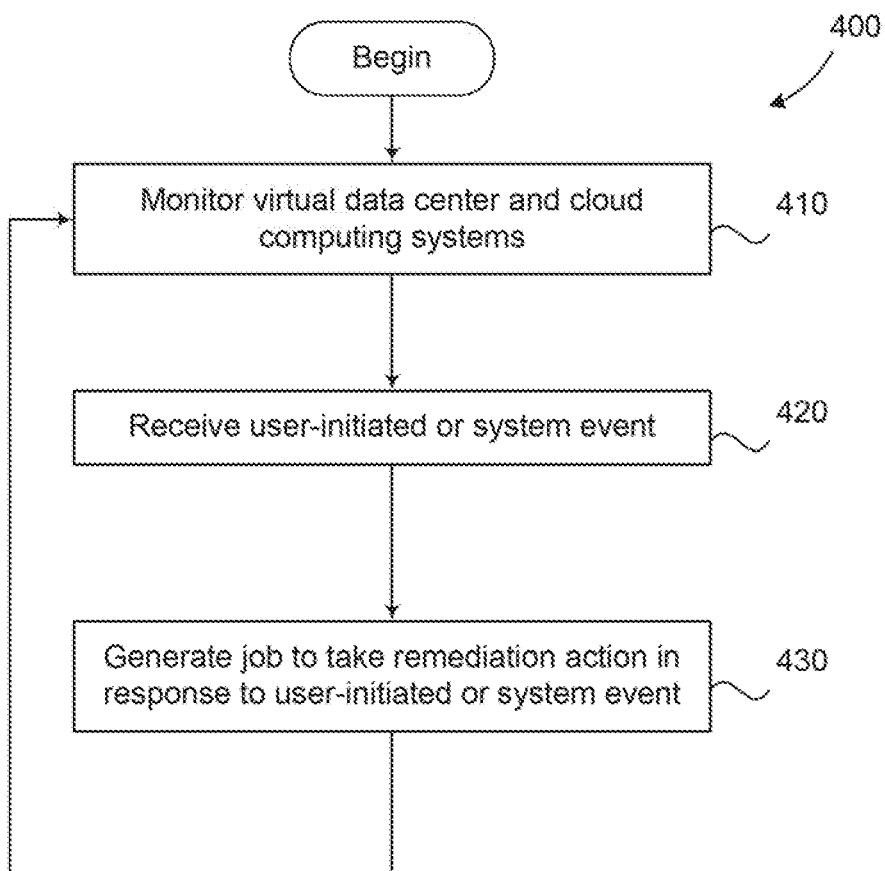 400
Begin
Monitor virtual data center and cloud
computing systems
410
Receive user-initiated or system event
420
Generate job to take remediation action in
response to user-initiated or system event
430